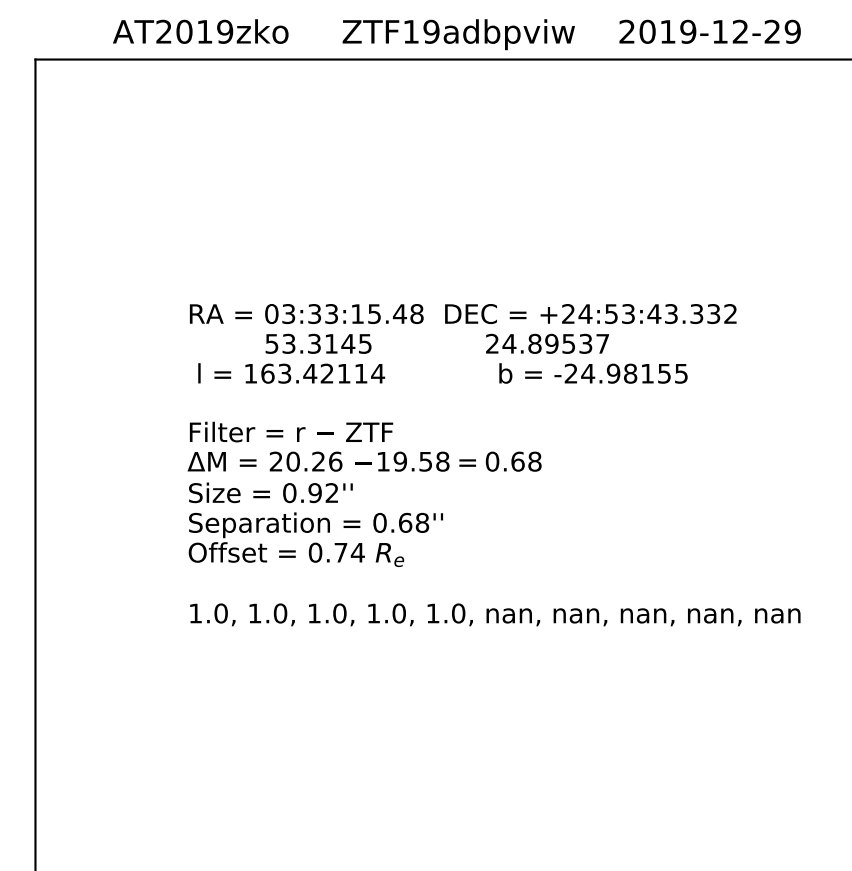 AT2019zko ZTF19adbpviw 2019-12-29
RA = 03:33:15.48 DEC = +24:53:43.332
53.3145 24.89537
l = 163.42114 b = -24.98155
Filter = r − ZTF
ΔM = 20.26 −19.58 = 0.68
Size = 0.92''
Separation = 0.68''
Offset = 0.74 Rₑ
1.0, 1.0, 1.0, 1.0, 1.0, nan, nan, nan, nan, nan